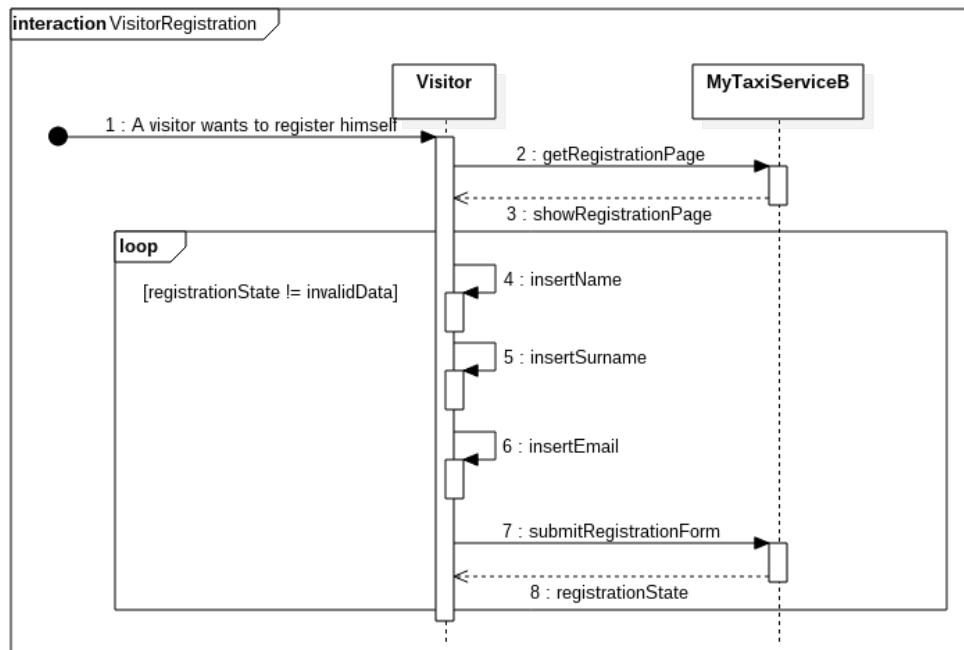 interaction VisitorRegistration
Visitor
MyTaxiServiceB
1 : A visitor wants to register himself
2 : getRegistrationPage
3 : showRegistrationPage
loop
[registrationState != invalidData]
4 : insertName
5 : insertSurname
6 : insertEmail
7 : submitRegistrationForm
8 : registrationState